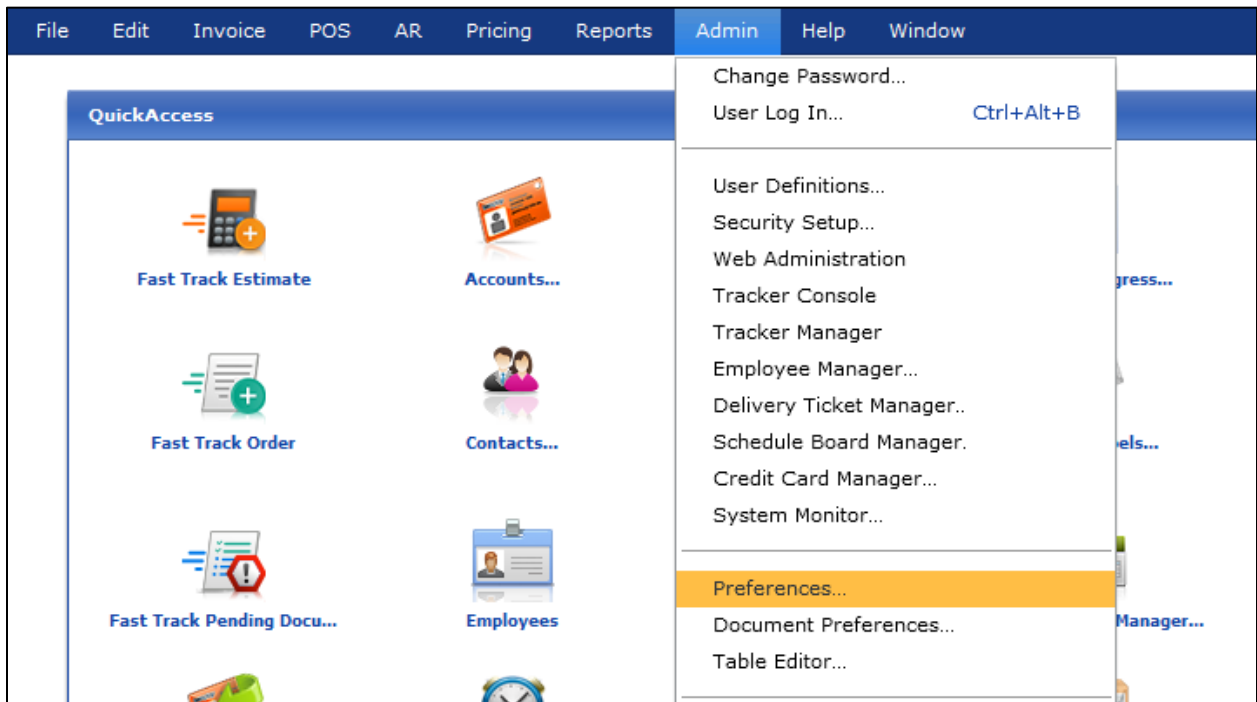 File Edit Invoice POS AR Pricing Reports Admin Help Window
QuickAccess
Change Password...
User Log In... Ctrl+Alt+B
User Definitions...
Security Setup...
Web Administration
Tracker Console
Tracker Manager
Employee Manager...
Delivery Ticket Manager..
Schedule Board Manager.
Credit Card Manager...
System Monitor...
Preferences...
Document Preferences...
Table Editor...
Fast Track Estimate
Accounts...
gress...
Fast Track Order
Contacts...
els...
Fast Track Pending Docu...
Employees
Manager...